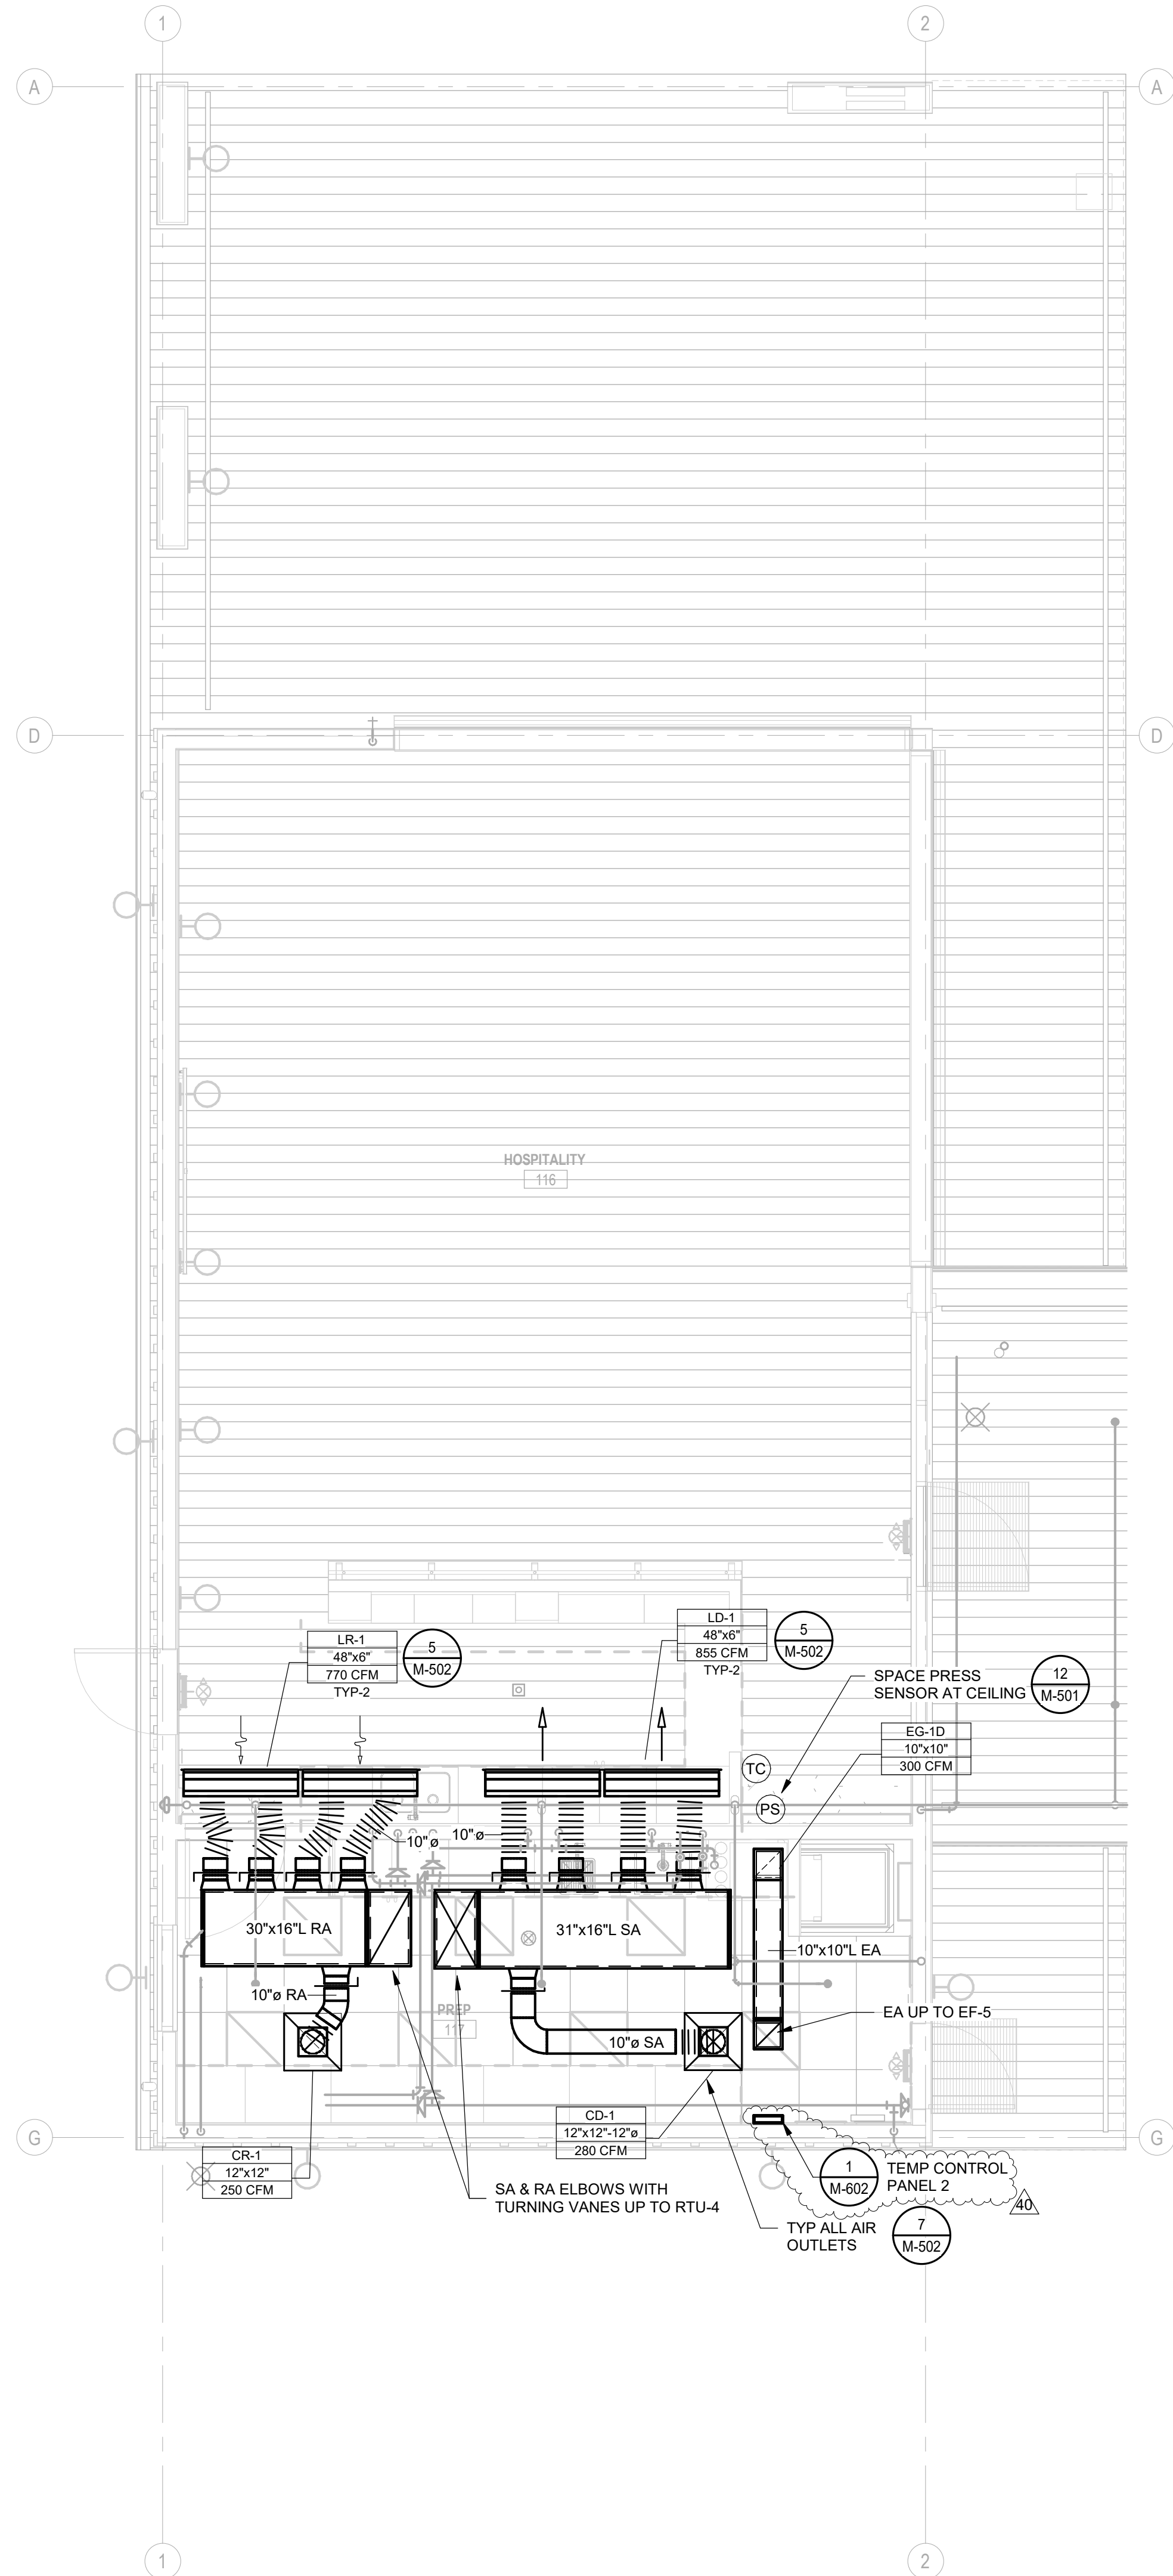 1
2
A
A
D
D
HOSPITALITY
116
LR-1
48"x6"
770 CFM
TYP-2
5
M-502
LD-1
48"x6"
855 CFM
TYP-2
5
M-502
SPACE PRESS
SENSOR AT CEILING
12
M-501
EG-1D
10"x10"
300 CFM
TC
PS
10"ø
10"ø
30"x16"L RA
31"x16"L SA
10"x10"L EA
10"ø RA
PREP
117
10"ø SA
EA UP TO EF-5
CR-1
12"x12"
250 CFM
CD-1
12"x12"-12"ø
280 CFM
SA & RA ELBOWS WITH
TURNING VANES UP TO RTU-4
1
M-602
TEMP CONTROL
PANEL 2
40
TYP ALL AIR
OUTLETS
7
M-502
G
G
1
2